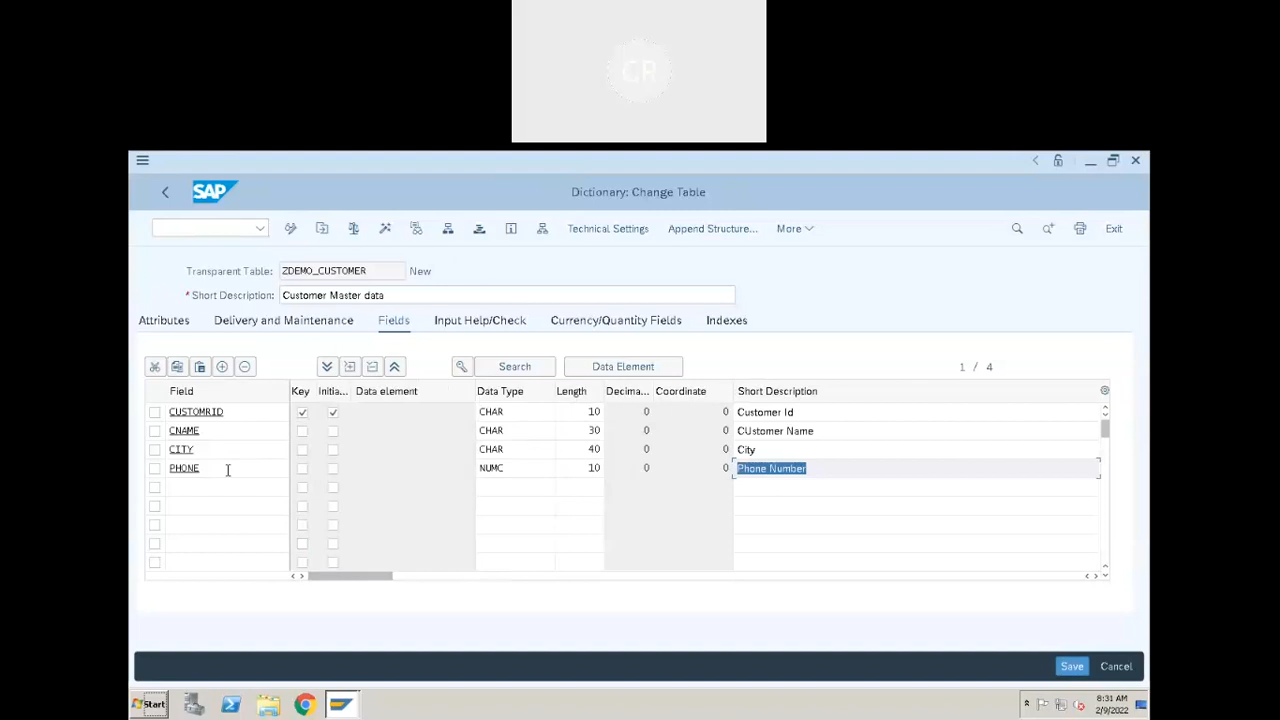 GR
SAP
Dictionary: Change Table
Technical Settings Append Structure... More Exit
Transparent Table: ZDEMO_CUSTOMER New
* Short Description: Customer Master data
Attributes Delivery and Maintenance Fields Input Help/Check Currency/Quantity Fields Indexes
Search Data Element 1 / 4
Field Key Initia... Data element Data Type Length Decima... Coordinate Short Description
CUSTOMRID CHAR 10 0 0 Customer Id
CNAME CHAR 30 0 0 CUstomer Name
CITY CHAR 40 0 0 City
PHONE NUMC 10 0 0 Phone Number
Save Cancel
Start 8:31 AM
2/9/2022